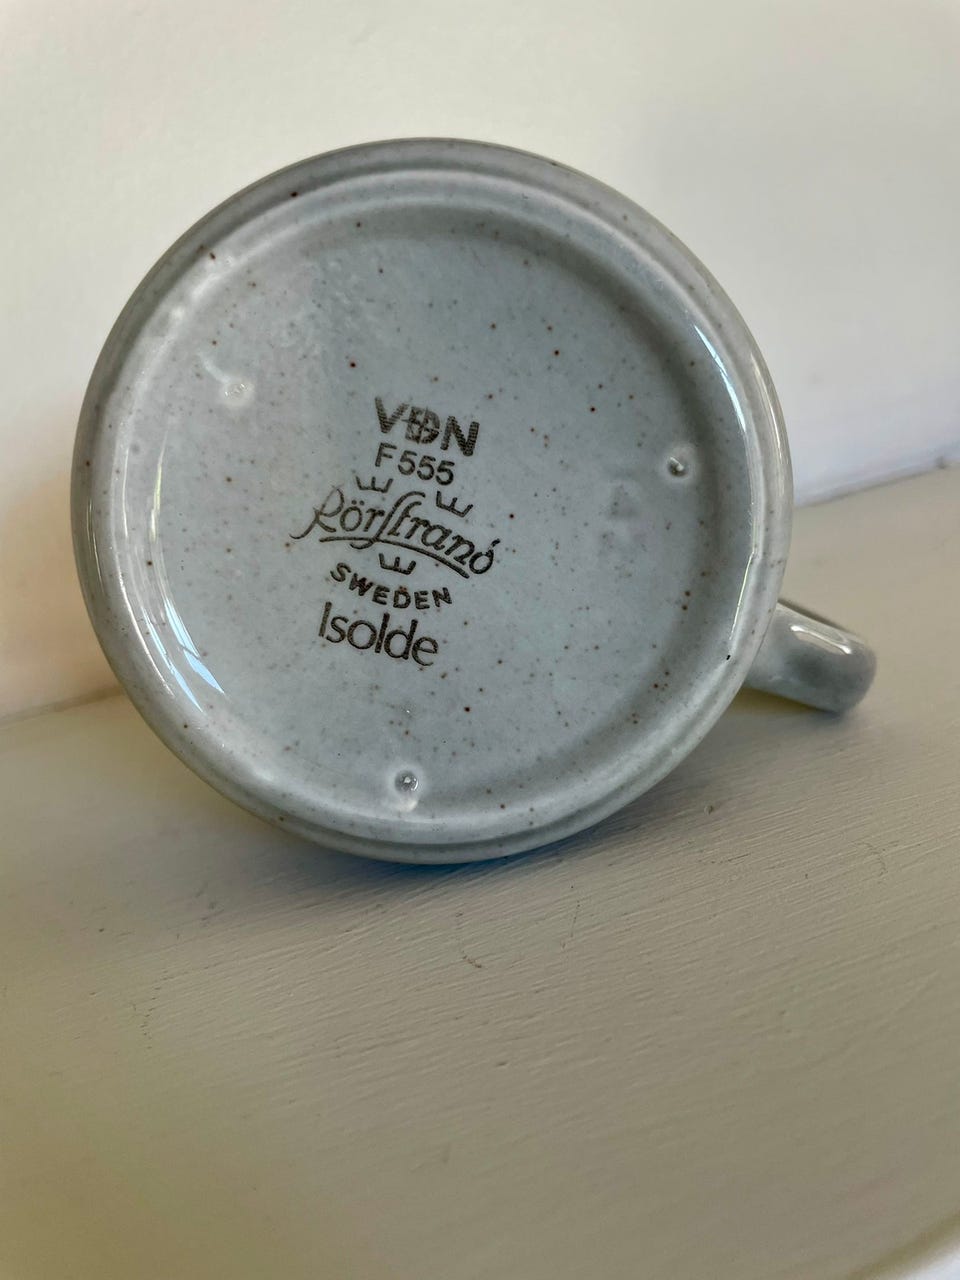 VDN
F555
Rörstrand
SWEDEN
Isolde